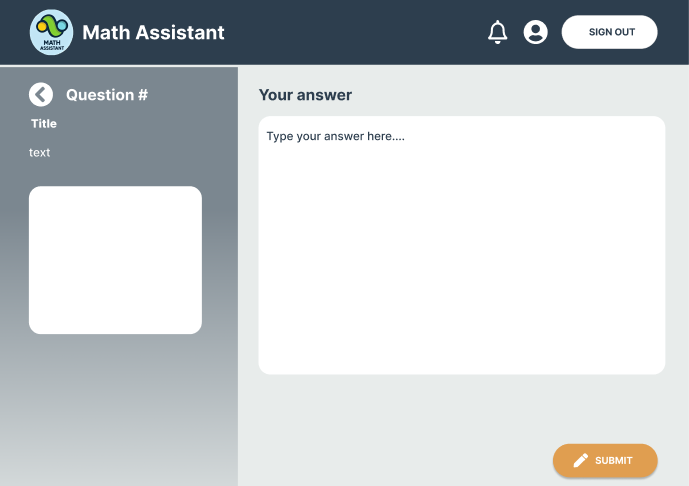 MATH
ASSISTANT
Math Assistant
SIGN OUT
Question #
Title
text
Your answer
Type your answer here....
SUBMIT